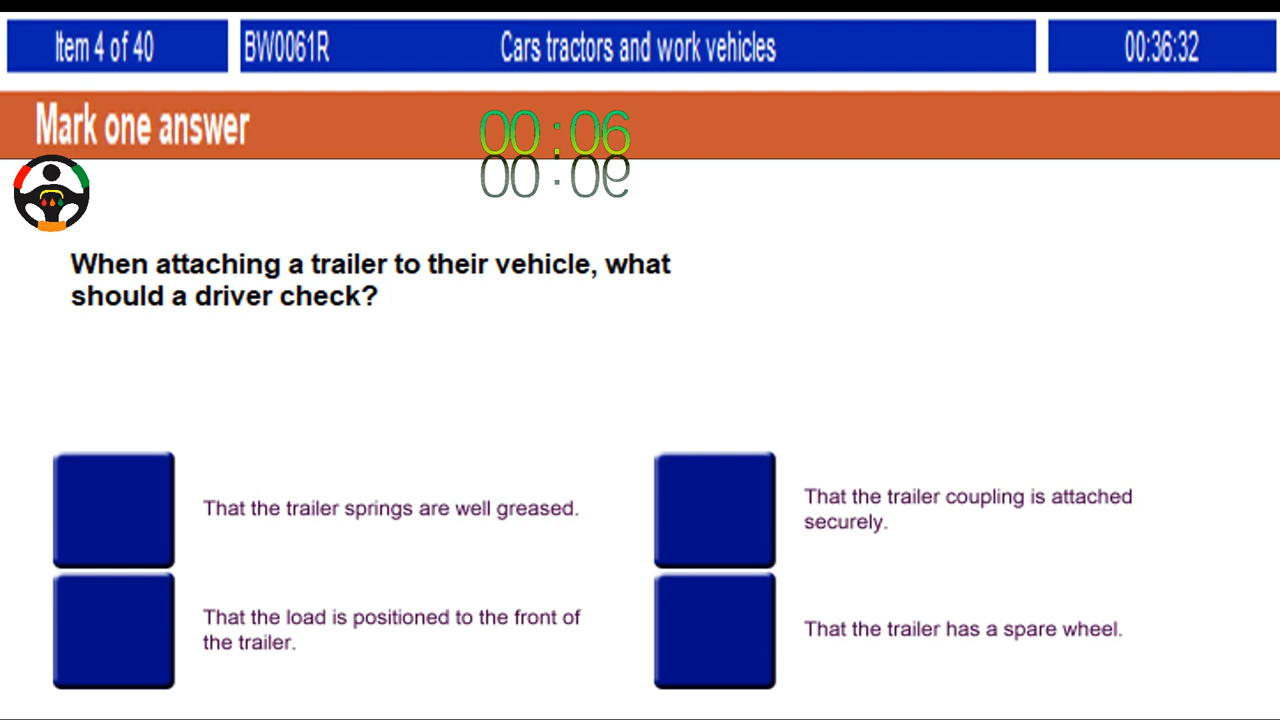 Item 4 of 40
BW0061R
Cars tractors and work vehicles
00:36:32
Mark one answer
00:06
When attaching a trailer to their vehicle, what
should a driver check?
That the trailer springs are well greased.
That the trailer coupling is attached
securely.
That the load is positioned to the front of
the trailer.
That the trailer has a spare wheel.